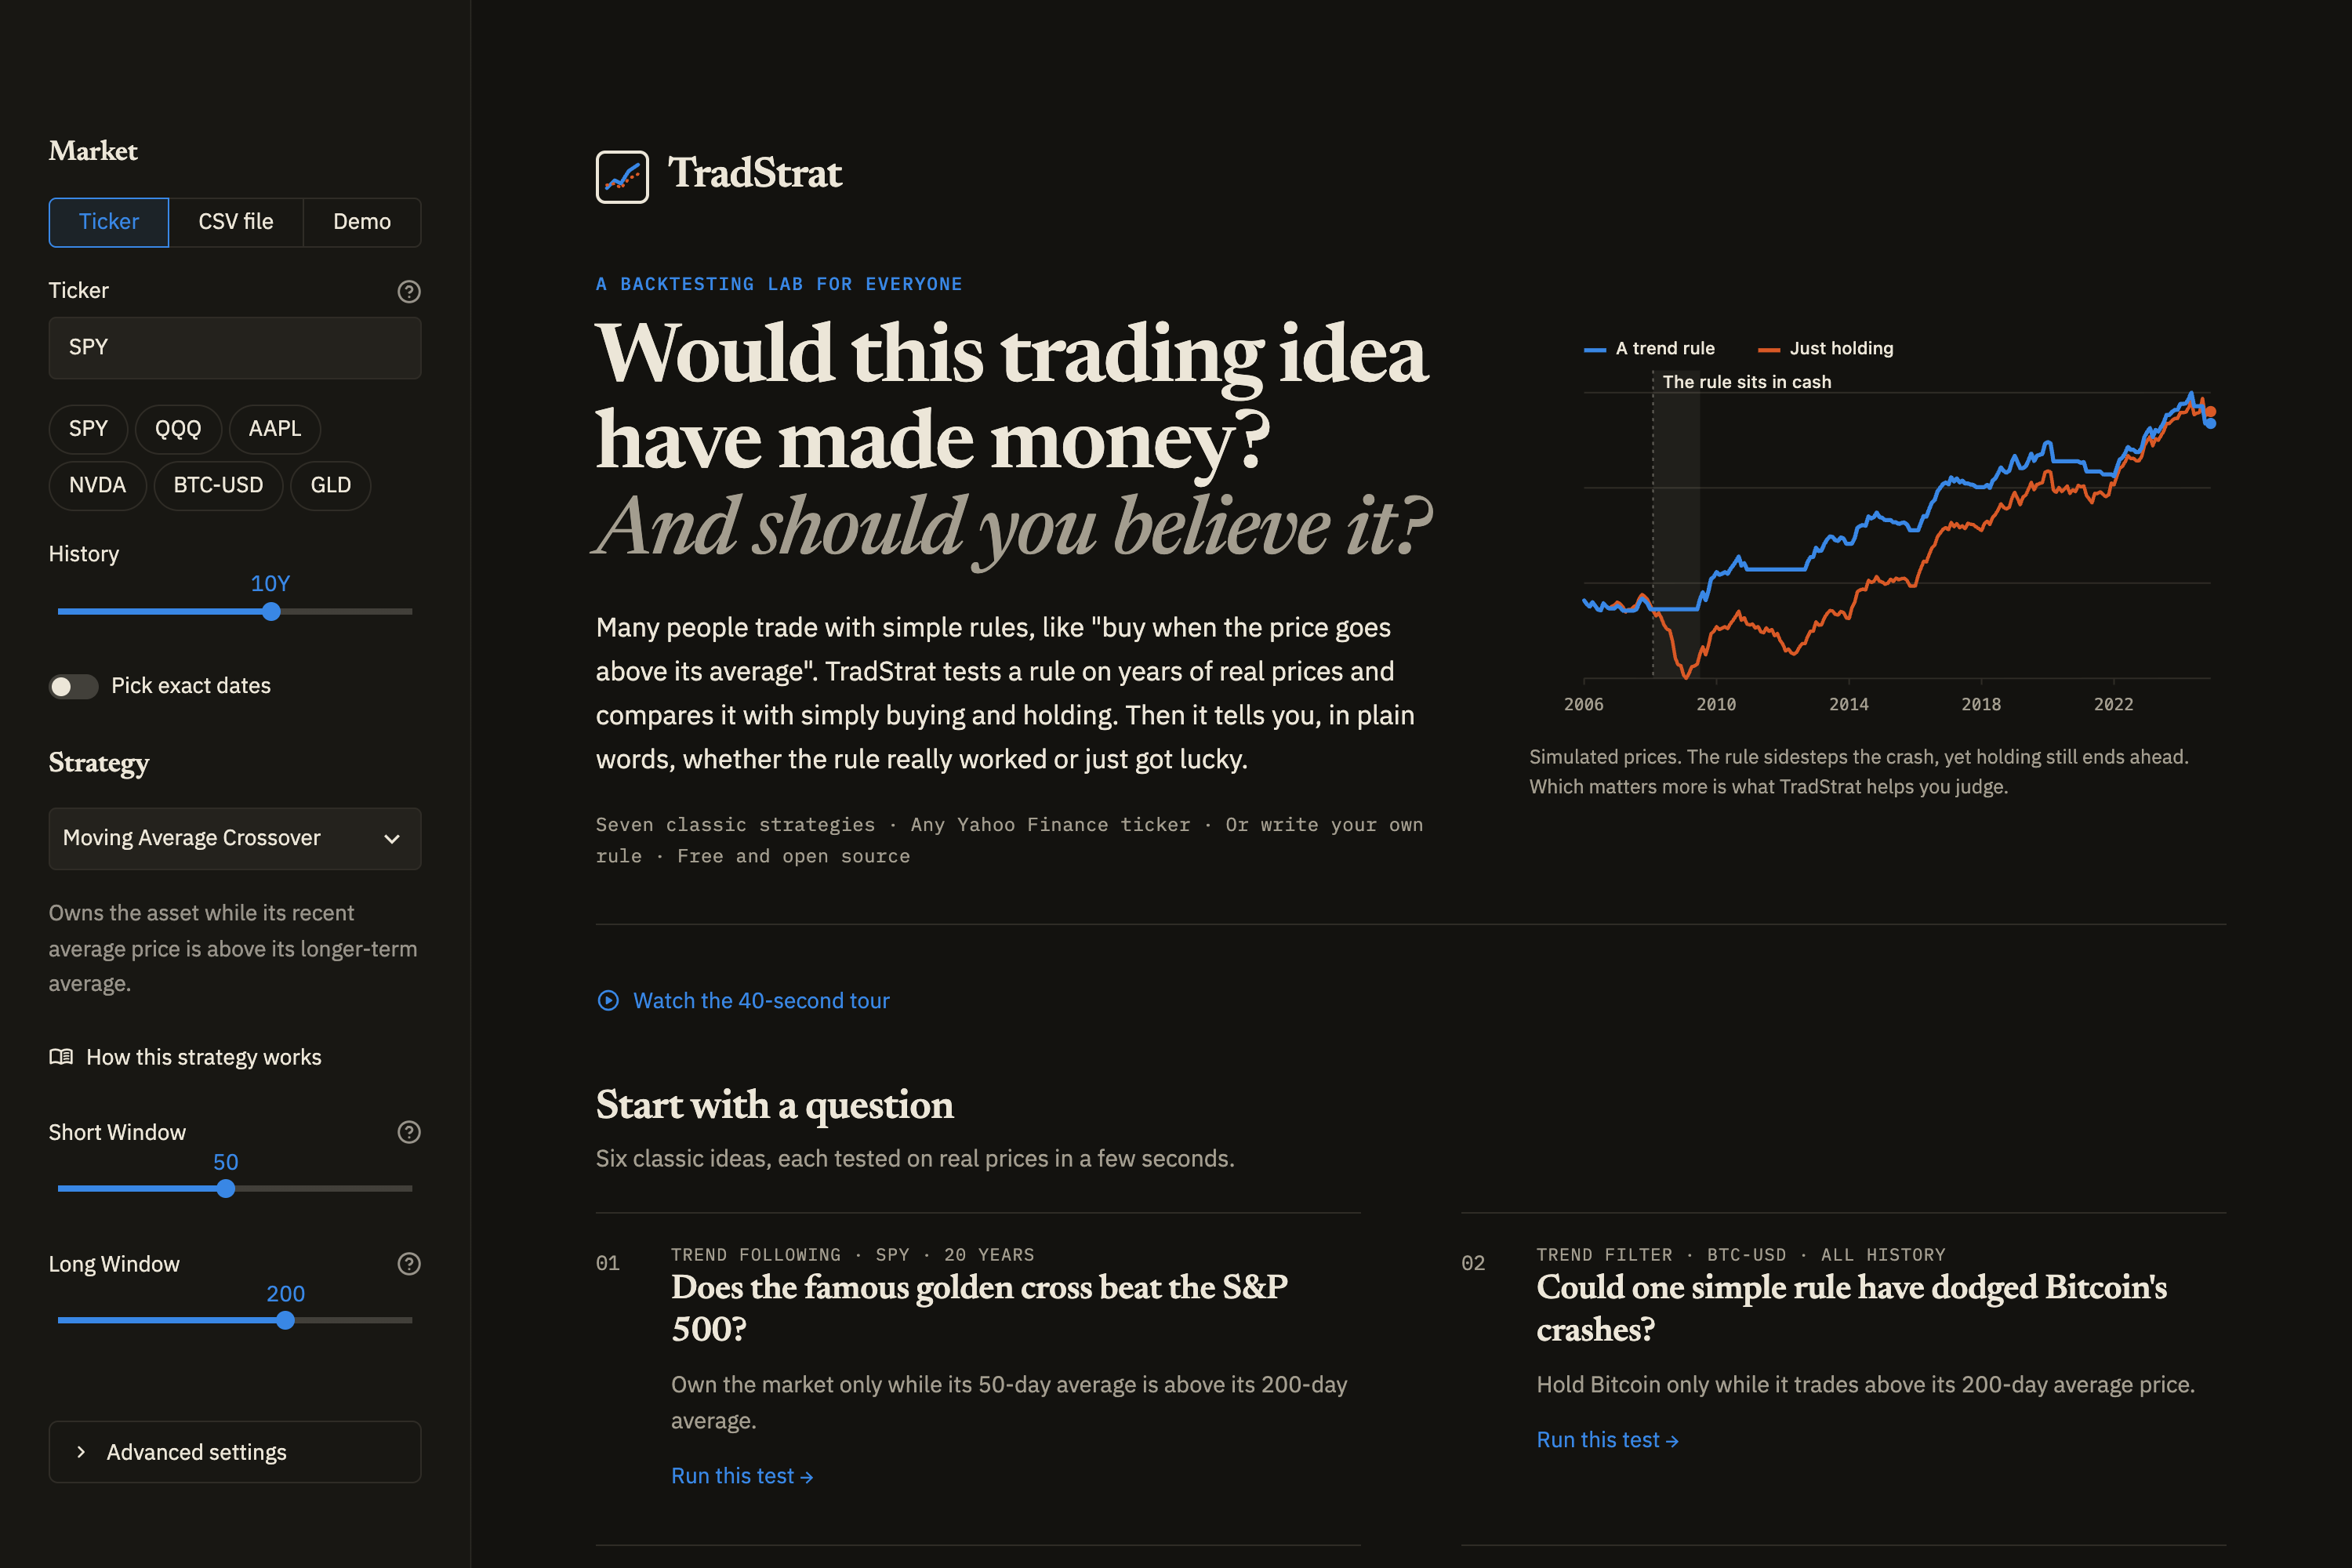 Market
Ticker
CSV file
Demo
Ticker
SPY
SPY
QQQ
AAPL
NVDA
BTC-USD
GLD
History
10Y
Pick exact dates
Strategy
Moving Average Crossover
Owns the asset while its recent
average price is above its longer-term
average.
How this strategy works
Short Window
50
Long Window
200
Advanced settings
TradStrat
A BACKTESTING LAB FOR EVERYONE
Would this trading idea
have made money?
And should you believe it?
Many people trade with simple rules, like "buy when the price goes
above its average". TradStrat tests a rule on years of real prices and
compares it with simply buying and holding. Then it tells you, in plain
words, whether the rule really worked or just got lucky.
Seven classic strategies · Any Yahoo Finance ticker · Or write your own
rule · Free and open source
A trend rule
Just holding
The rule sits in cash
2006
2010
2014
2018
2022
Simulated prices. The rule sidesteps the crash, yet holding still ends ahead.
Which matters more is what TradStrat helps you judge.
Watch the 40-second tour
Start with a question
Six classic ideas, each tested on real prices in a few seconds.
01
TREND FOLLOWING · SPY · 20 YEARS
Does the famous golden cross beat the S&P
500?
Own the market only while its 50-day average is above its 200-day
average.
Run this test →
02
TREND FILTER · BTC-USD · ALL HISTORY
Could one simple rule have dodged Bitcoin's
crashes?
Hold Bitcoin only while it trades above its 200-day average price.
Run this test →